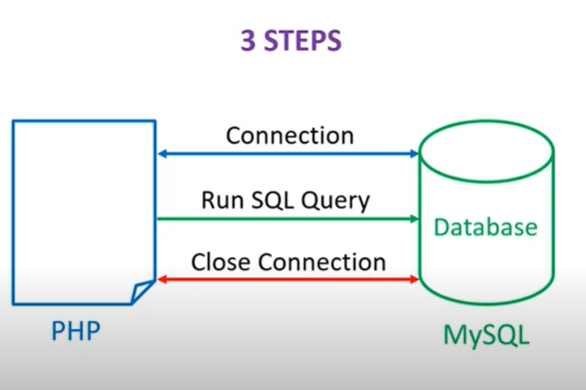 3 STEPS
Connection
Run SQL Query
Database
Close Connection
PHP
MySQL